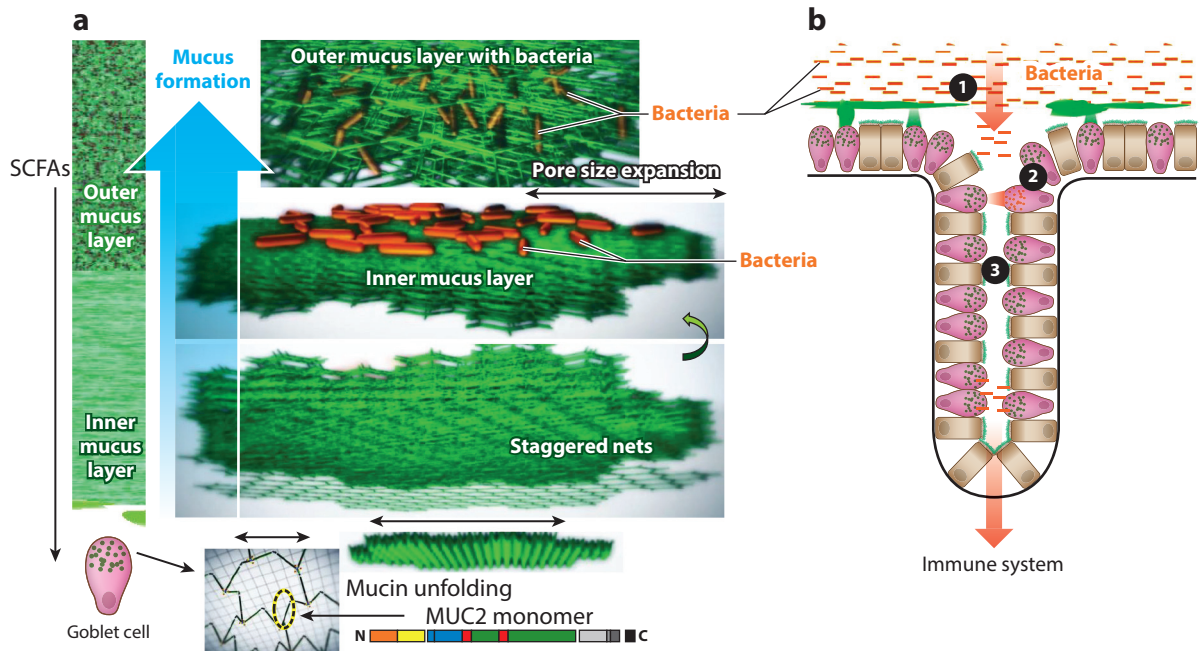 a
Mucus
formation
Outer mucus layer with bacteria
Bacteria
SCFAs
Outer
mucus
layer
Pore size expansion
Inner mucus layer
Bacteria
Inner
mucus
layer
Staggered nets
Goblet cell
Mucin unfolding
MUC2 monomer
N
C
b
Bacteria
1
2
3
Immune system